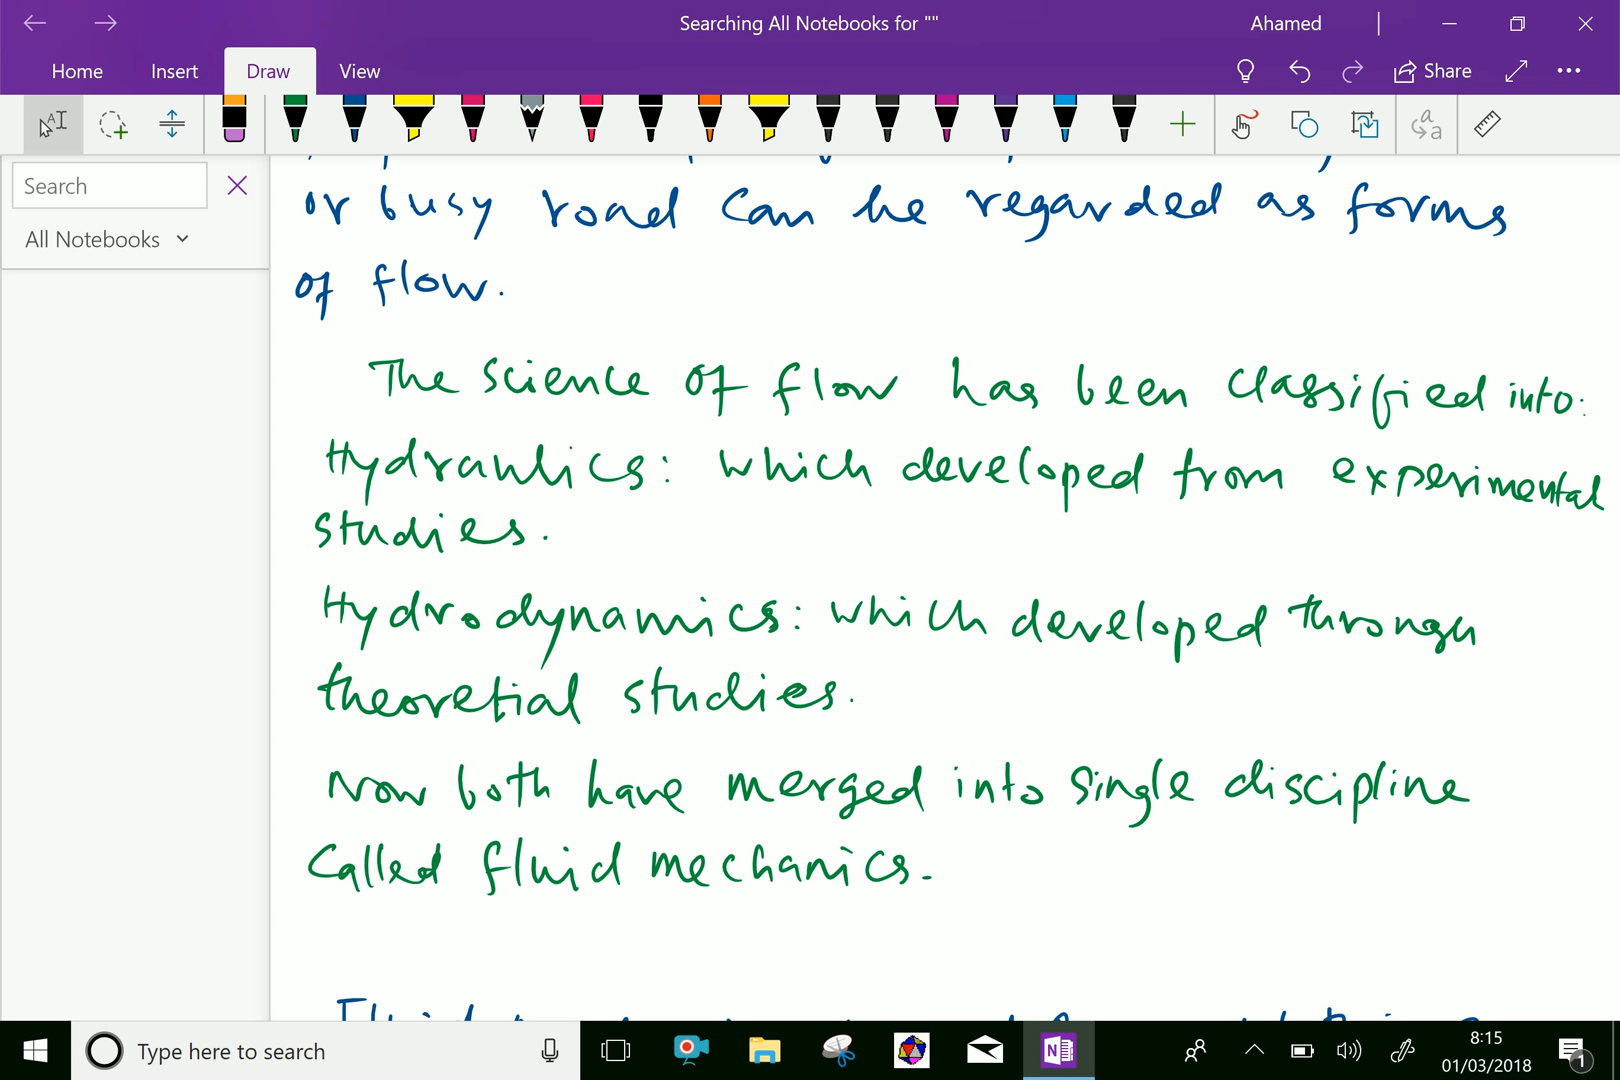 Searching All Notebooks for ""
Ahamed
Home Insert Draw View
Share
Search
All Notebooks
or busy road can be regarded as forms
of flow.
The science of flow has been classified into:
Hydraulics: which developed from experimental
studies.
Hydrodynamics: which developed through
theoretial studies.
Now both have merged into single discipline
called fluid mechanics.
Type here to search
8:15
01/03/2018
1